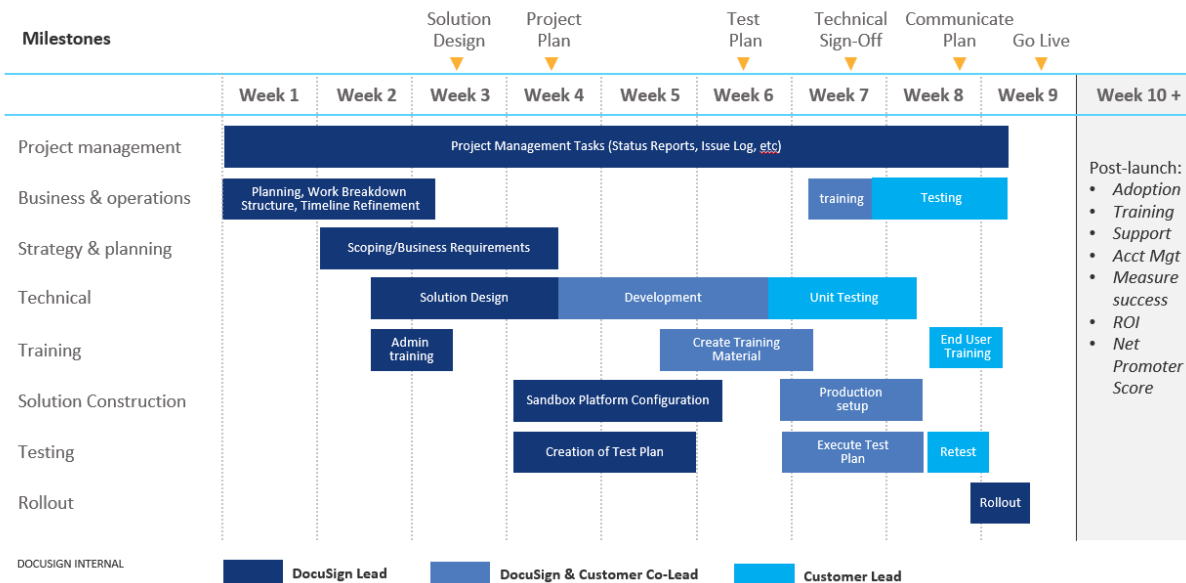 Milestones
Solution
Design
Project
Plan
Test
Plan
Technical
Sign-Off
Communicate
Plan
Go Live
Week 1
Week 2
Week 3
Week 4
Week 5
Week 6
Week 7
Week 8
Week 9
Week 10 +
Project management
Project Management Tasks (Status Reports, Issue Log, etc)
Business & operations
Planning, Work Breakdown
Structure, Timeline Refinement
training
Testing
Strategy & planning
Scoping/Business Requirements
Technical
Solution Design
Development
Unit Testing
Training
Admin
training
Create Training
Material
End User
Training
Solution Construction
Sandbox Platform Configuration
Production
setup
Testing
Creation of Test Plan
Execute Test
Plan
Retest
Rollout
Rollout
Post-launch:
• Adoption
• Training
• Support
• Acct Mgt
• Measure
success
• ROI
• Net
Promoter
Score
DOCUSIGN INTERNAL
DocuSign Lead
DocuSign & Customer Co-Lead
Customer Lead